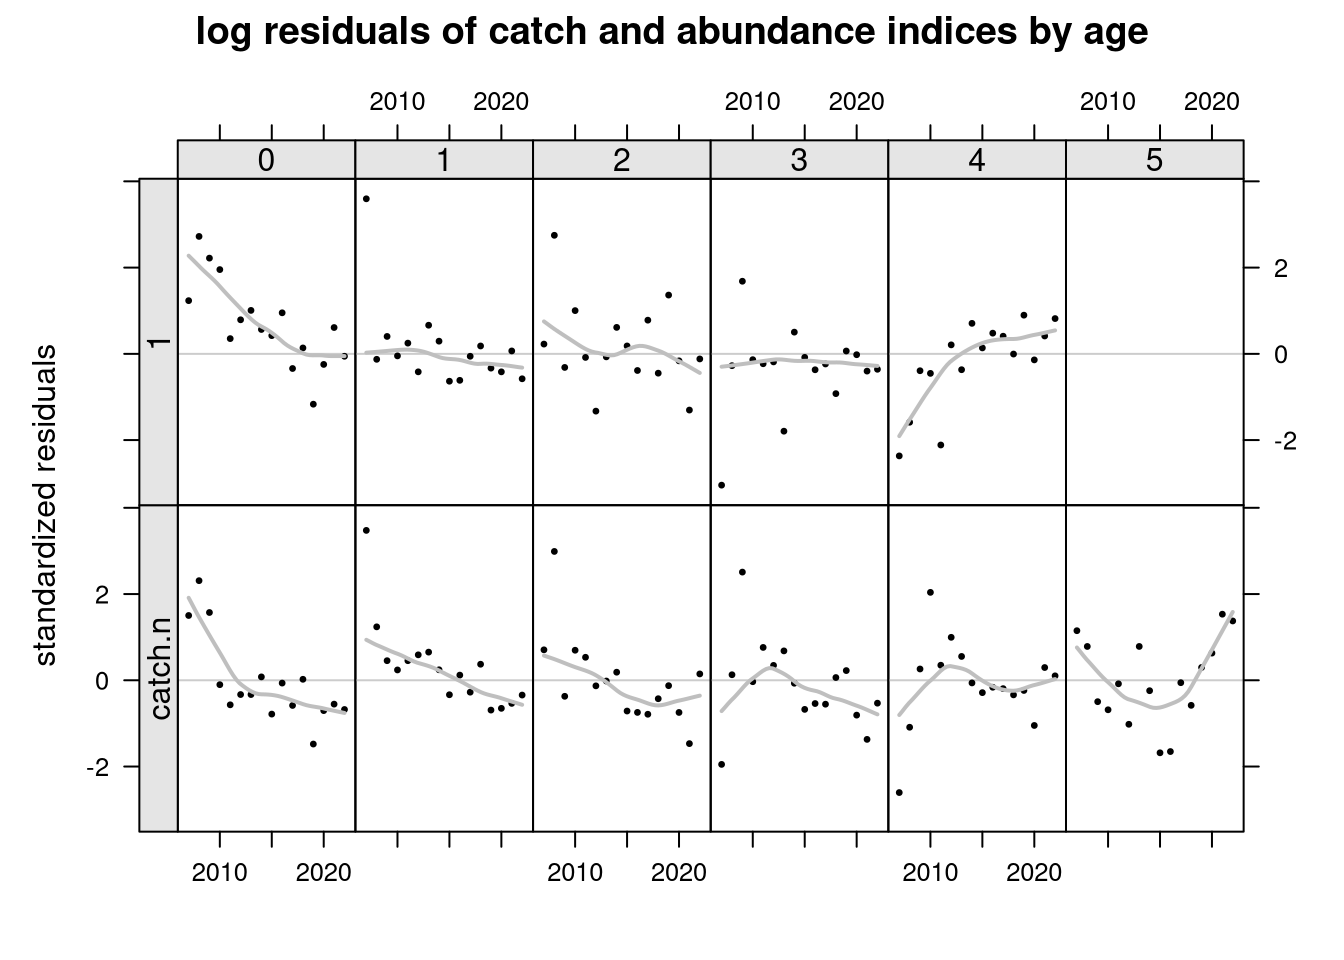 log residuals of catch and abundance indices by age
2010 2020 2010 2020 2010 2020
0 1 2 3 4 5
1
2
0
-2
standardized residuals
catch.n
2
0
-2
2010 2020 2010 2020 2010 2020